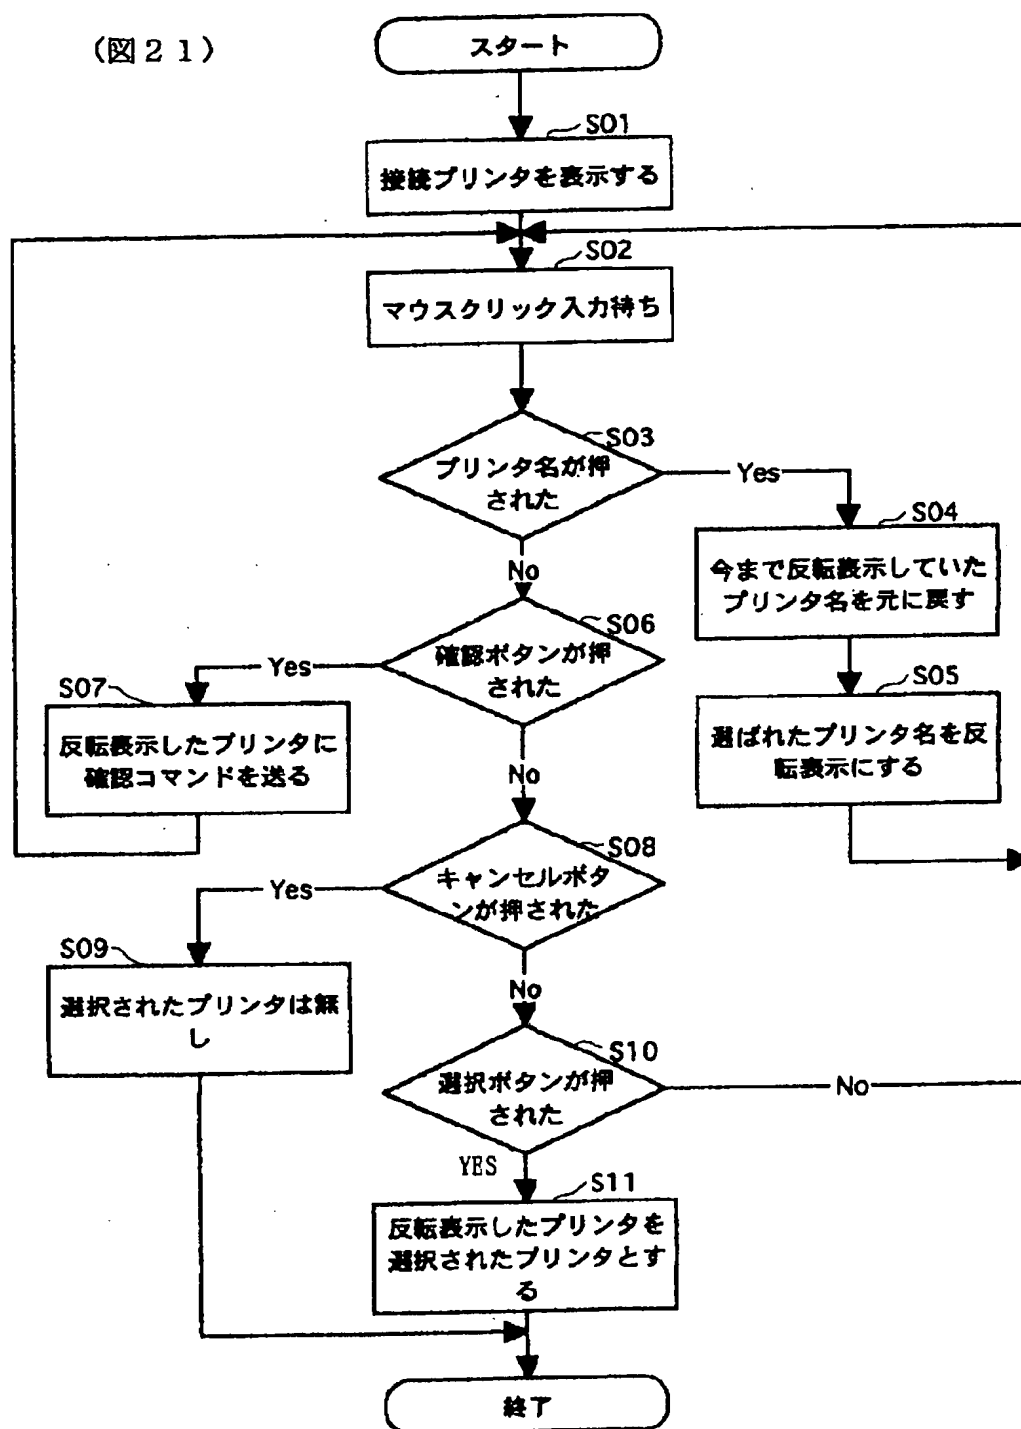 (図21)
スタート
S01
接続プリンタを表示する
S02
マウスクリック入力待ち
S03
プリンタ名が押
された
Yes
No
S04
今まで反転表示していた
プリンタ名を元に戻す
S05
選ばれたプリンタ名を反
転表示にする
S06
確認ボタンが押
された
Yes
No
S07
反転表示したプリンタに
確認コマンドを送る
S08
キャンセルボタ
ンが押された
Yes
No
S09
選択されたプリンタは無
し
S10
選択ボタンが押
された
No
YES
S11
反転表示したプリンタを
選択されたプリンタとす
る
終了